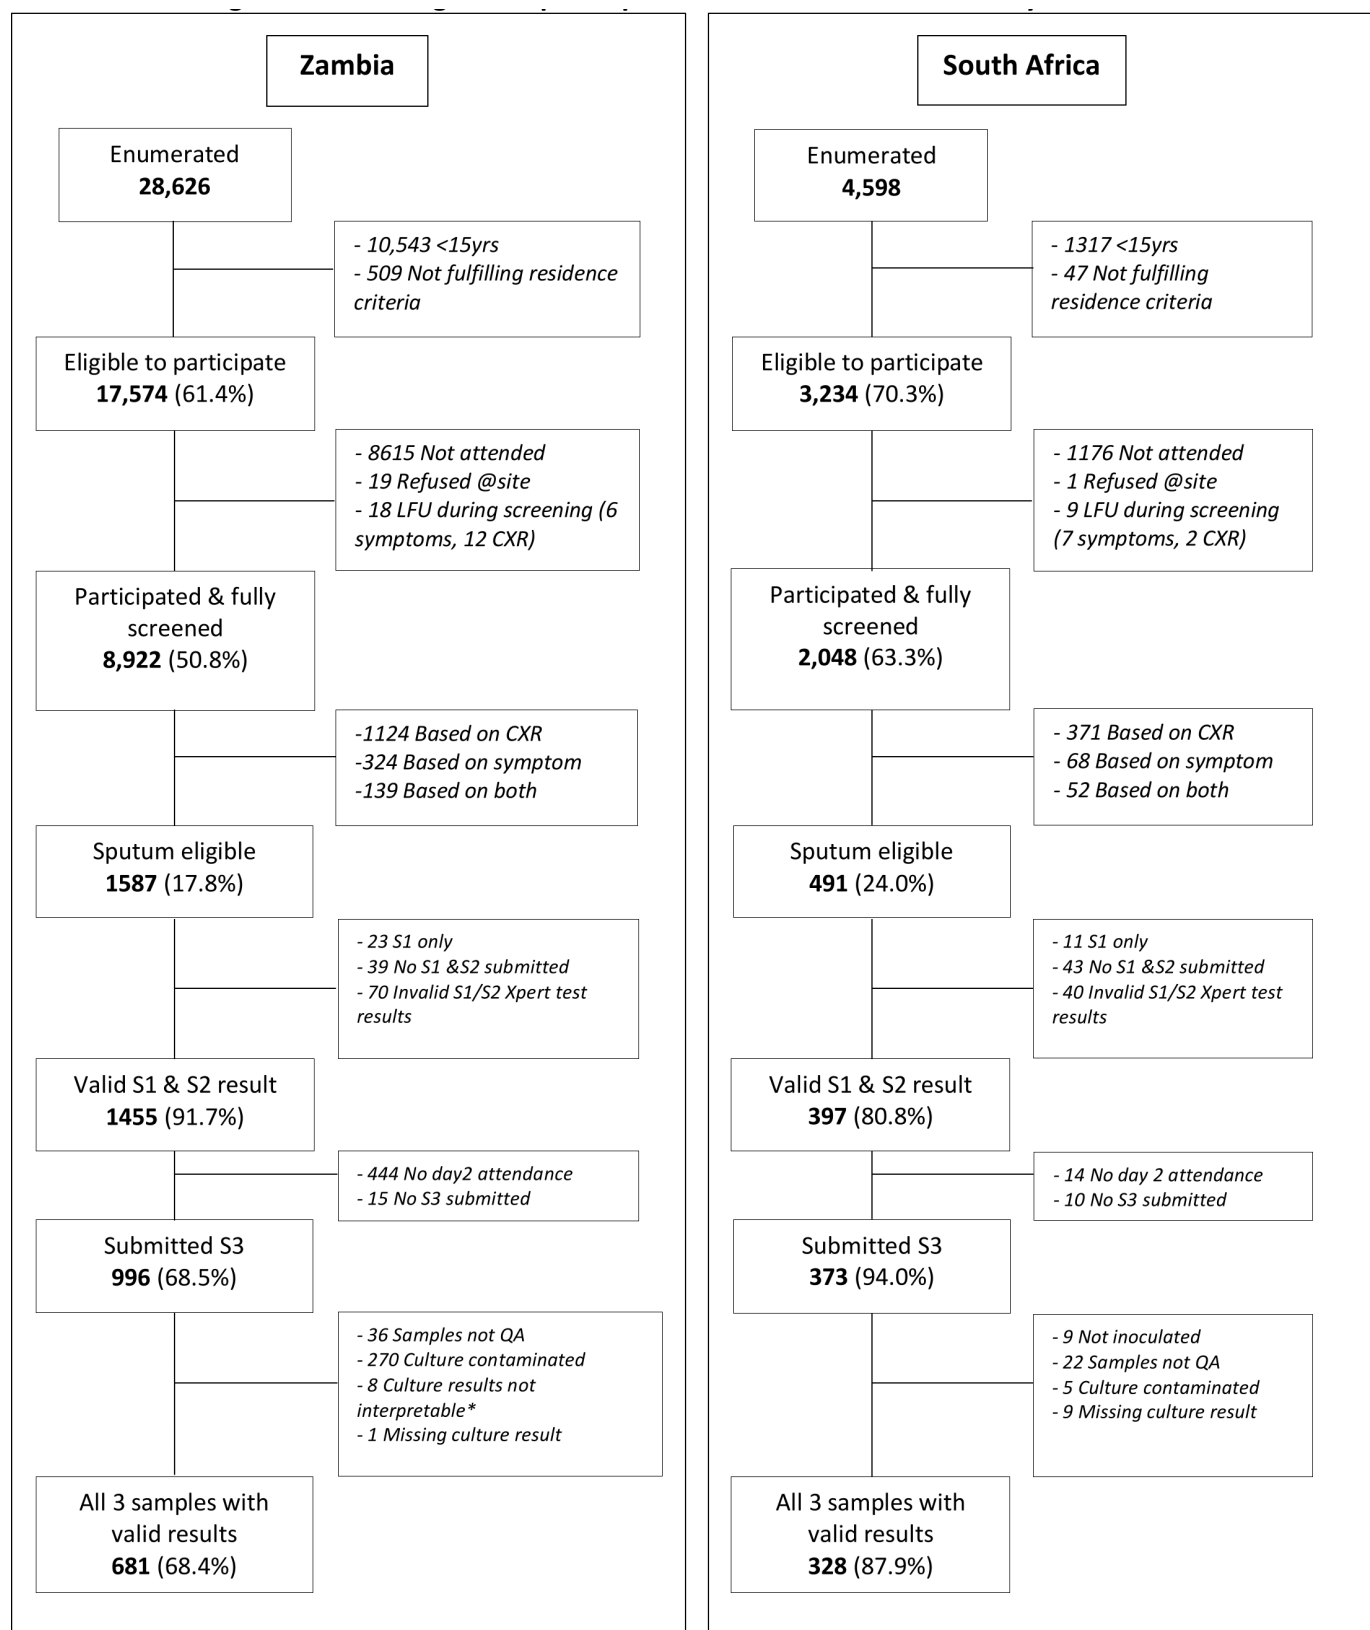 Zambia
Enumerated
28,626
- 10,543 <15yrs
- 509 Not fulfilling residence
criteria
Eligible to participate
17,574 (61.4%)
- 8615 Not attended
- 19 Refused @site
- 18 LFU during screening (6
symptoms, 12 CXR)
Participated & fully
screened
8,922 (50.8%)
-1124 Based on CXR
-324 Based on symptom
-139 Based on both
Sputum eligible
1587 (17.8%)
- 23 S1 only
- 39 No S1 &S2 submitted
- 70 Invalid S1/S2 Xpert test
results
Valid S1 & S2 result
1455 (91.7%)
- 444 No day2 attendance
- 15 No S3 submitted
Submitted S3
996 (68.5%)
- 36 Samples not QA
- 270 Culture contaminated
- 8 Culture results not
interpretable*
- 1 Missing culture result
All 3 samples with
valid results
681 (68.4%)
South Africa
Enumerated
4,598
- 1317 <15yrs
- 47 Not fulfilling
residence criteria
Eligible to participate
3,234 (70.3%)
- 1176 Not attended
- 1 Refused @site
- 9 LFU during screening
(7 symptoms, 2 CXR)
Participated & fully
screened
2,048 (63.3%)
- 371 Based on CXR
- 68 Based on symptom
- 52 Based on both
Sputum eligible
491 (24.0%)
- 11 S1 only
- 43 No S1 &S2 submitted
- 40 Invalid S1/S2 Xpert test
results
Valid S1 & S2 result
397 (80.8%)
- 14 No day 2 attendance
- 10 No S3 submitted
Submitted S3
373 (94.0%)
- 9 Not inoculated
- 22 Samples not QA
- 5 Culture contaminated
- 9 Missing culture result
All 3 samples with
valid results
328 (87.9%)